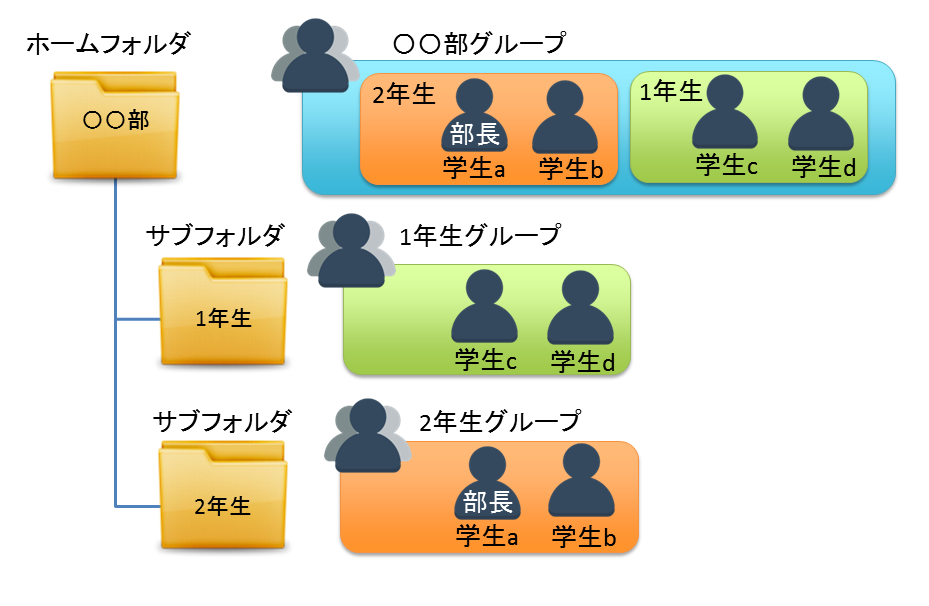 ホームフォルダ
〇〇部
〇〇部グループ
2年生
部長
学生a
学生b
1年生
学生c
学生d
サブフォルダ
1年生
1年生グループ
学生c
学生d
サブフォルダ
2年生
2年生グループ
部長
学生a
学生b